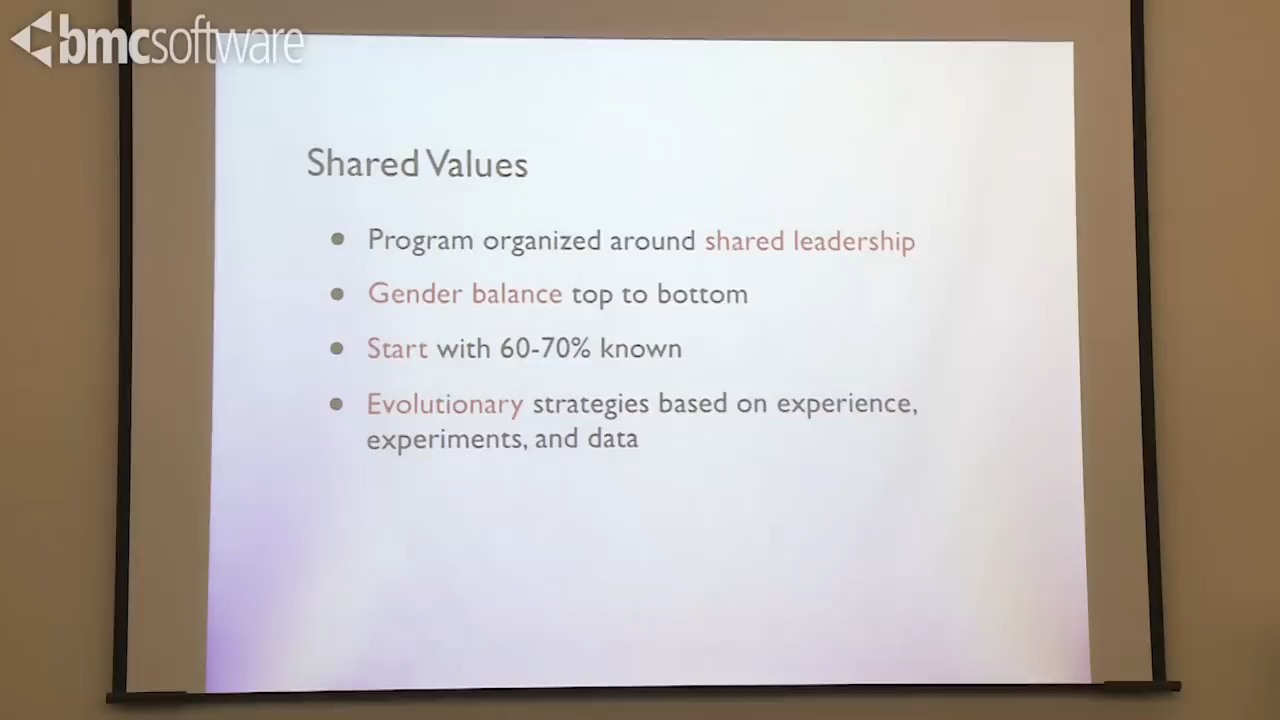 bmcsoftware
Shared Values
● Program organized around shared leadership
● Gender balance top to bottom
● Start with 60-70% known
● Evolutionary strategies based on experience,
experiments, and data